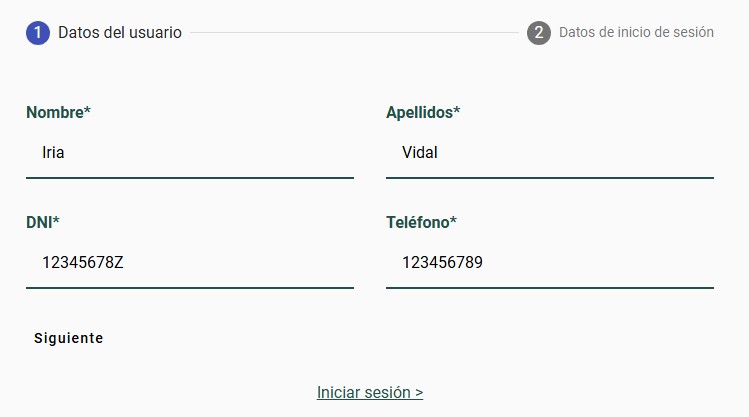 1 Datos del usuario 2 Datos de inicio de sesión
Nombre* Apellidos*
Iria Vidal
DNI* Teléfono*
12345678Z 123456789
Siguiente
Iniciar sesión >